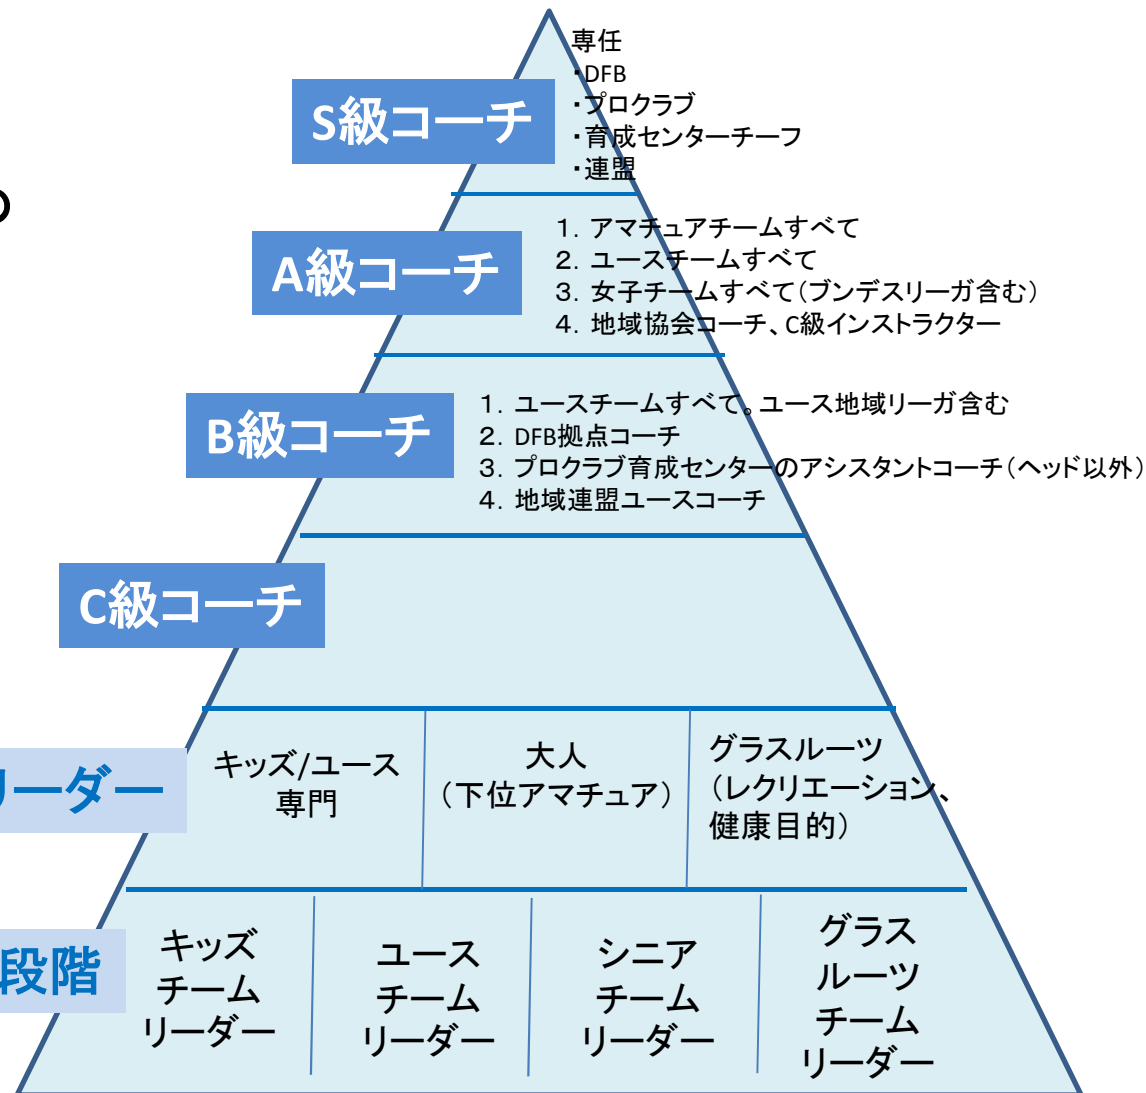 専任
・DFB
・プロクラブ
・育成センターチーフ
・連盟
S級コーチ
の
1. アマチュアチームすべて
2. ユースチームすべて
3. 女子チームすべて(ブンデスリーガ含む)
4. 地域協会コーチ、C級インストラクター
A級コーチ
1. ユースチームすべて。ユース地域リーガ含む
2. DFB拠点コーチ
3. プロクラブ育成センターのアシスタントコーチ(ヘッド以外)
4. 地域連盟ユースコーチ
B級コーチ
C級コーチ
リーダー
キッズ/ユース
専門
大人
(下位アマチュア)
グラスルーツ
(レクリエーション、
健康目的)
段階
キッズ
チーム
リーダー
ユース
チーム
リーダー
シニア
チーム
リーダー
グラス
ルーツ
チーム
リーダー